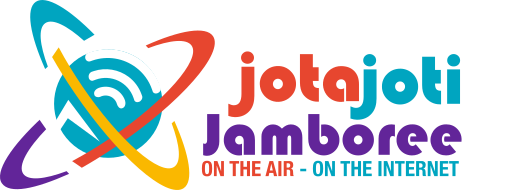 jotajoti
Jamboree
ON THE AIR - ON THE INTERNET